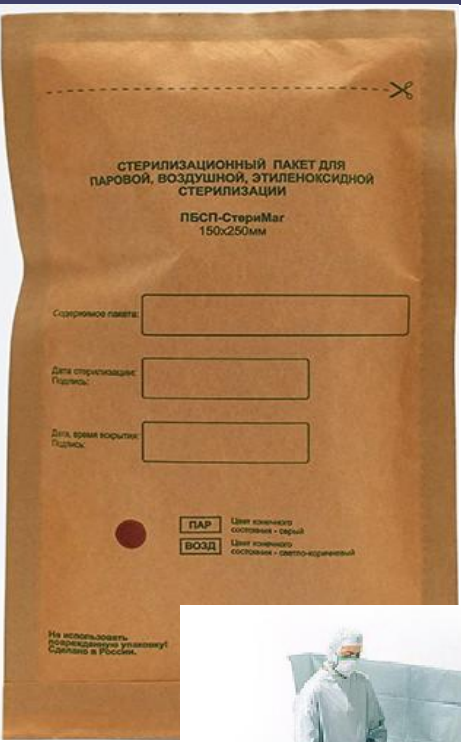 СТЕРИЛИЗАЦИОННЫЙ ПАКЕТ ДЛЯ
ПАРОВОЙ, ВОЗДУШНОЙ, ЭТИЛЕНОКСИДНОЙ
СТЕРИЛИЗАЦИИ
ПБСП-СтериМаг
150х250мм
Содержимое пакета:
Дата стерилизации:
Подпись:
Дата, время вскрытия:
Подпись:
ПАР
Цвет конечного
состояния - серый
ВОЗД
Цвет конечного
состояния - светло-коричневый
Не использовать
поврежденную упаковку!
Сделано в России.